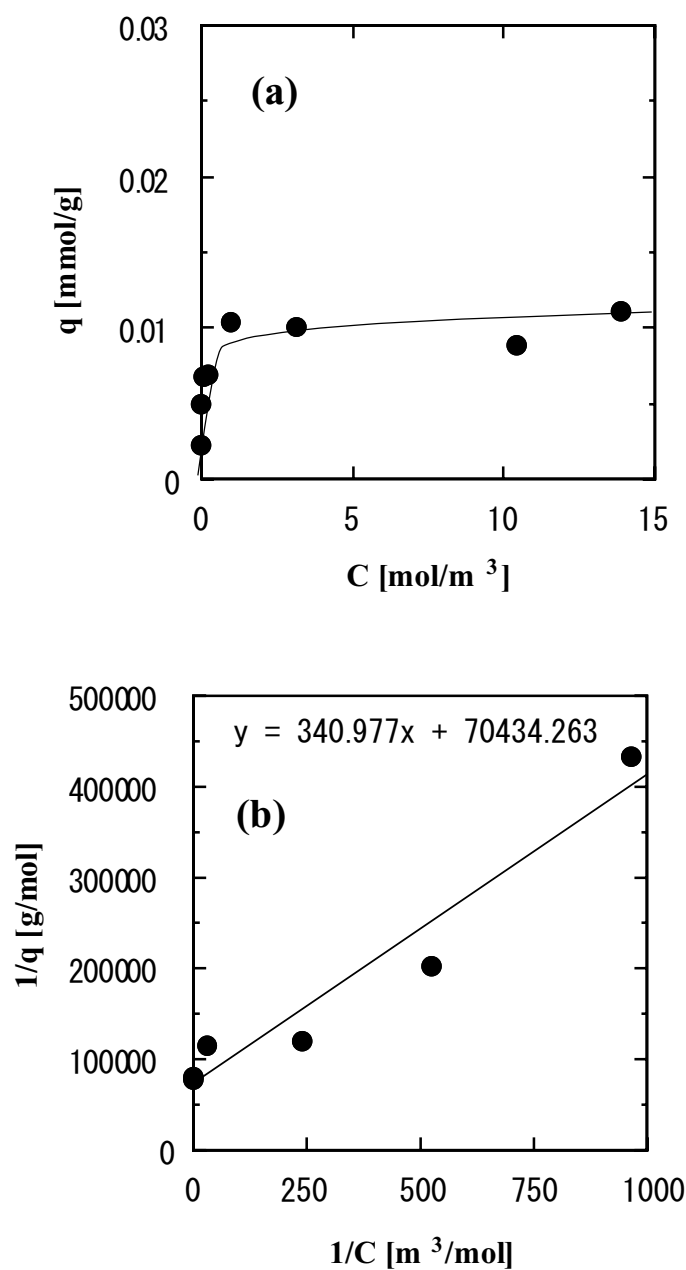 0.03
(a)
0.02
q [mmol/g]
0.01
0
0
5
10
15
C [mol/m ³]
500000
y = 340.977x + 70434.263
400000
(b)
300000
1/q [g/mol]
200000
100000
0
0
250
500
750
1000
1/C [m ³/mol]